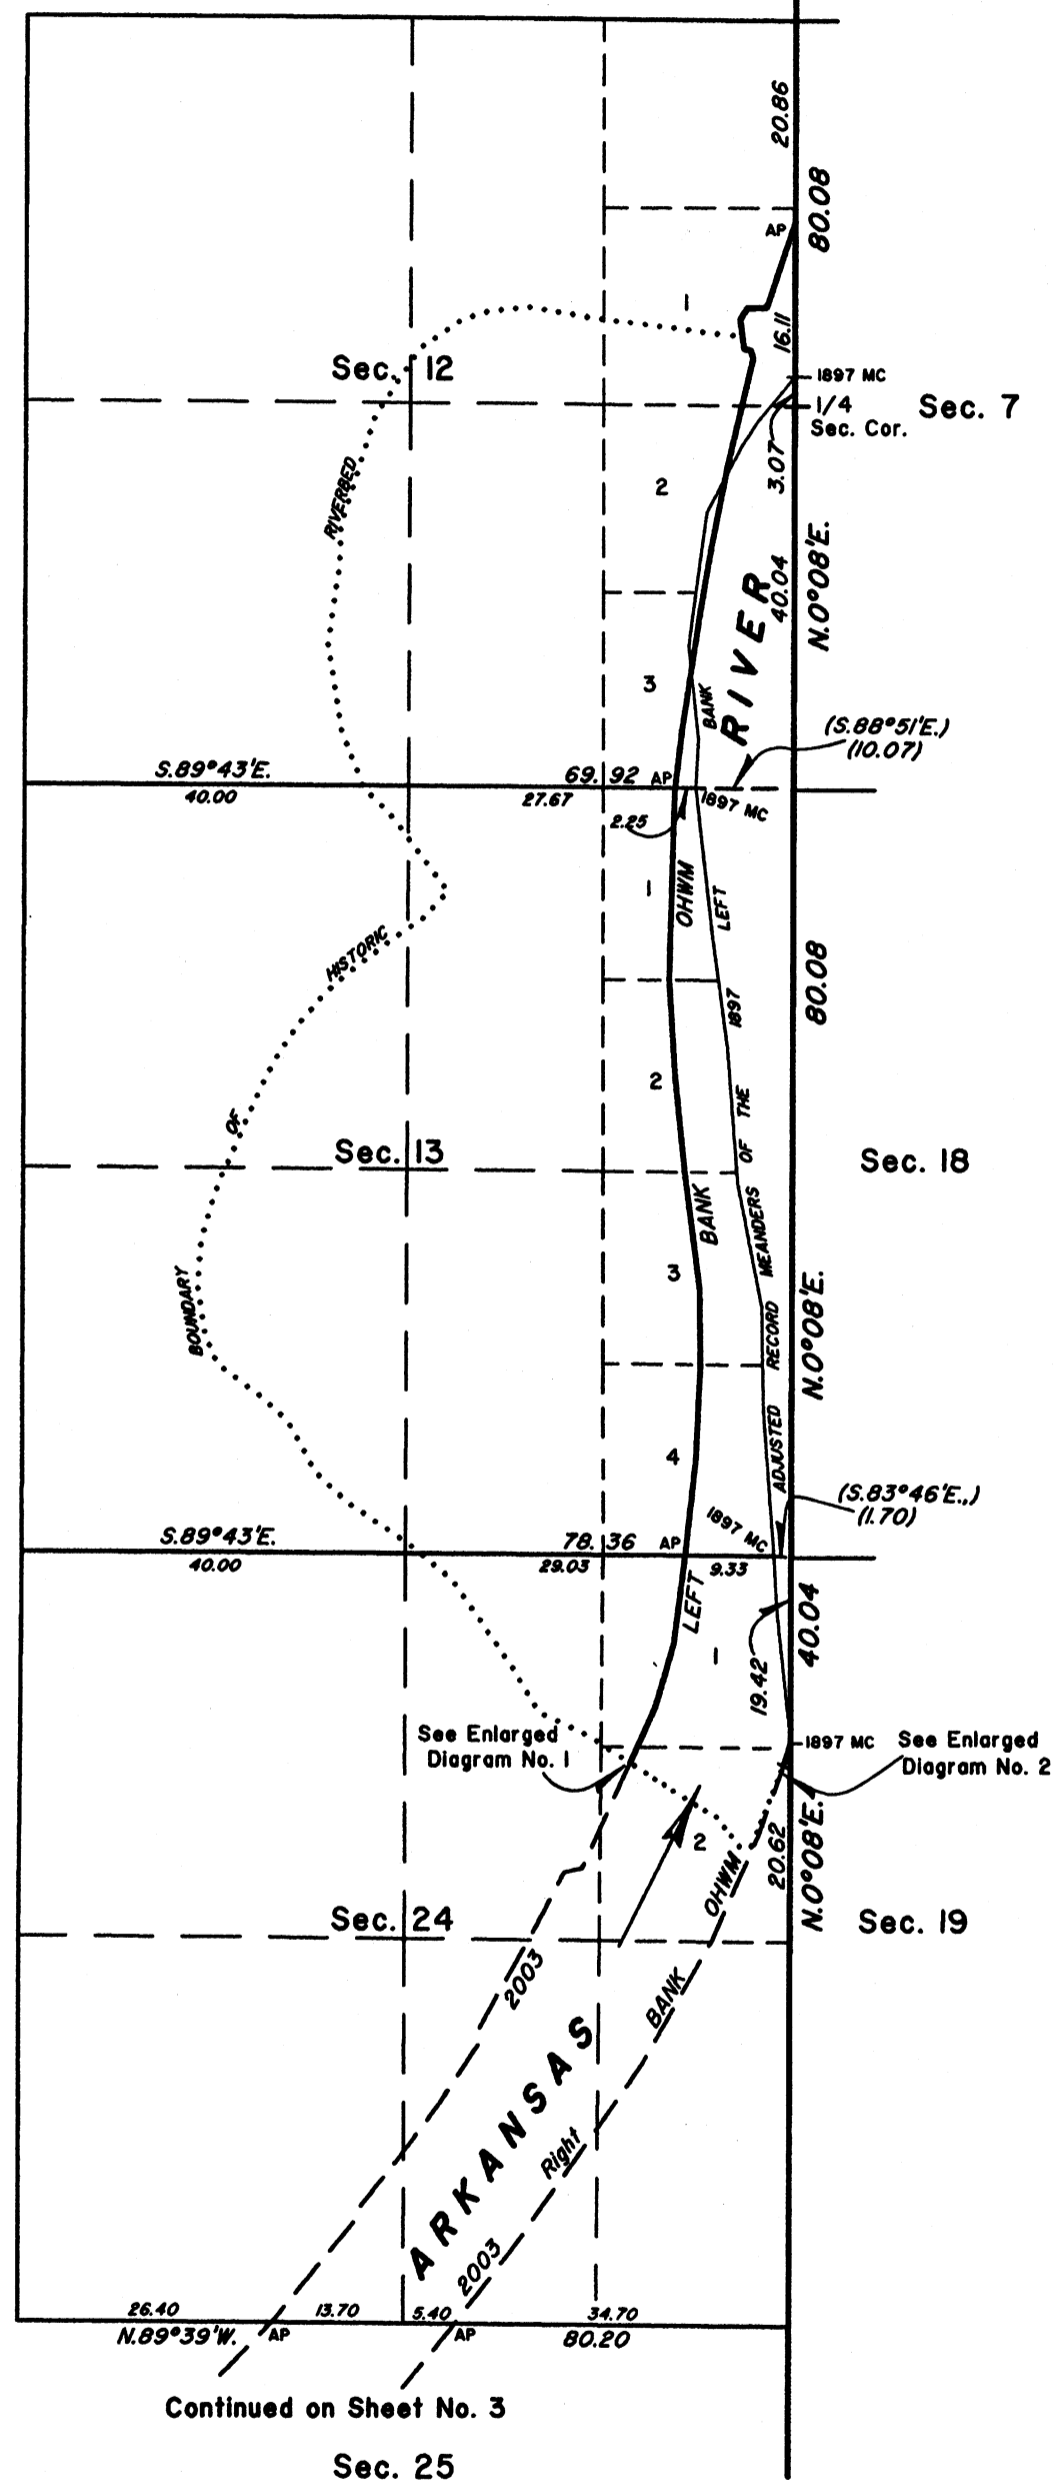 20.86
80.08
AP
1
16.11
1897 MC
Sec. 12
1/4
Sec. Cor.
Sec. 7
3.07
2
RIVERBED
N.0°08'E.
40.04
RIVER
3
BANK
(S.88°51'E.)
(10.07)
S.89°43'E.
69.92
AP
40.00
27.67
1897 MC
2.25
1
OHWM
LEFT
HISTORIC
80.08
1897
2
THE
OF
OF
Sec. 13
Sec. 18
BANK
MEANDERS
3
BOUNDARY
RECORD
N.0°08'E.
ADJUSTED
4
(S.83°46'E.,)
(1.70)
1897 MC
S.89°43'E.
78.36
AP
40.00
29.03
9.33
LEFT
40.04
1
19.42
See Enlarged
Diagram No. 1
1897 MC
See Enlarged
Diagram No. 2
2
20.62
N.0°08'E.
OHWM
Sec. 24
Sec. 19
2003
BANK
ARKANSAS
Right
2003
26.40
13.70
5.40
34.70
N.89°39'W.
AP
AP
80.20
Continued on Sheet No. 3
Sec. 25